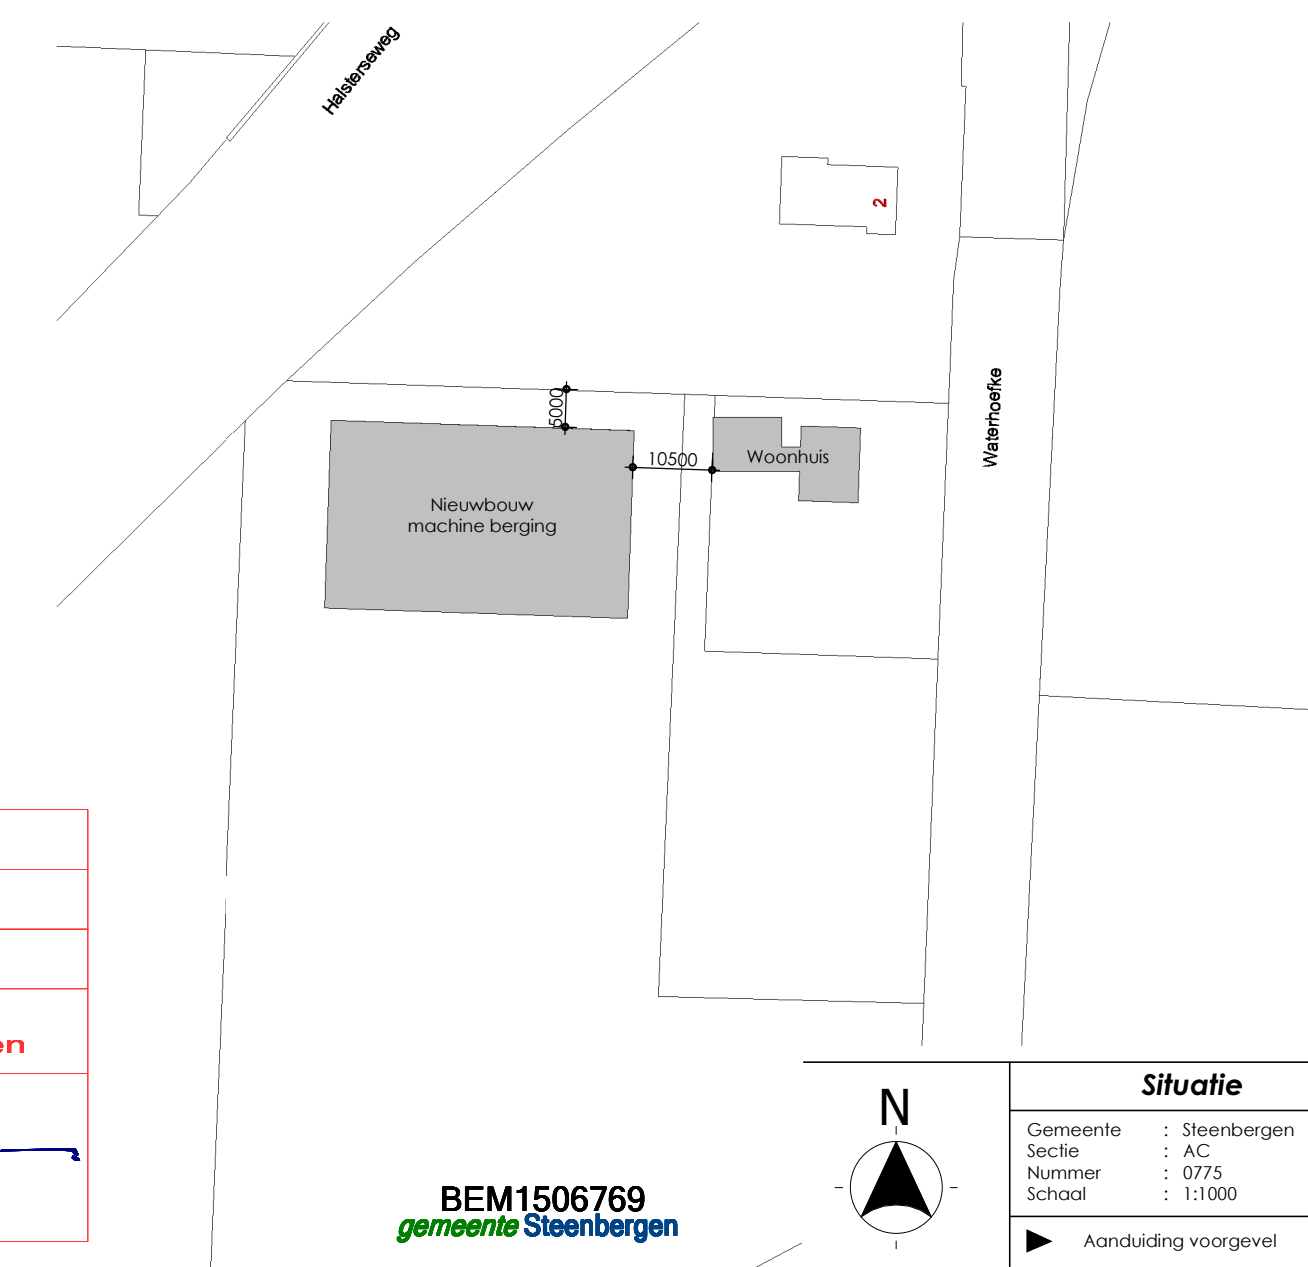 Halsterseweg
2
Waterhoefke
5000
10500
Woonhuis
Nieuwbouw
machine berging
en
N
Situatie
Gemeente : Steenbergen
Sectie : AC
Nummer : 0775
Schaal : 1:1000
Aanduiding voorgevel
BEM1506769
gemeente Steenbergen